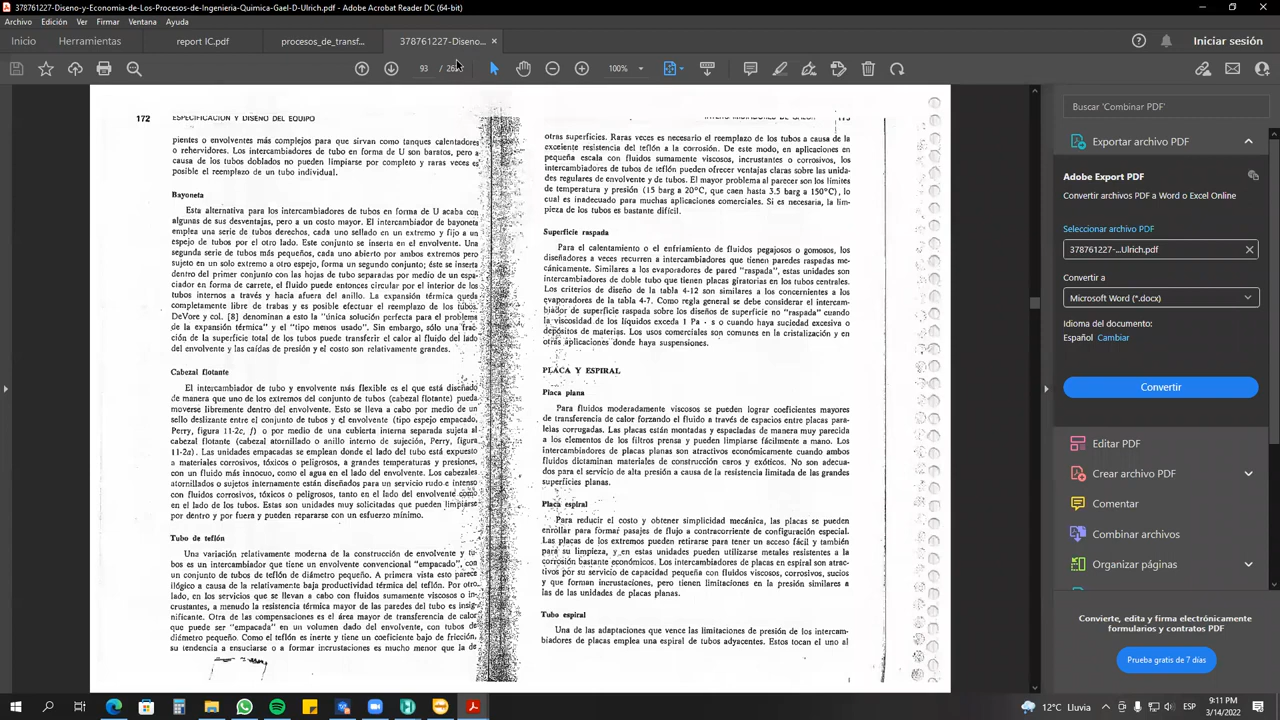 378761227-Diseno-y-Economia-de-Los-Procesos-de-Ingenieria-Quimica-Gael-D-Ulrich.pdf - Adobe Acrobat Reader DC (64-bit)
Archivo Edición Ver Firmar Ventana Ayuda
Inicio Herramientas report IC.pdf procesos_de_transf... 378761227-Diseno... Iniciar sesión
93 / 26 100%
172 ESPECIFICACION Y DISEÑO DEL EQUIPO
pientes o envolventes más complejos para que sirvan como tanques calentadores
o rehervidores. Los intercambiadores de tubo en forma de U son baratos, pero a
causa de los tubos doblados no pueden limpiarse por completo y raras veces es
posible el reemplazo de un tubo individual.
Bayoneta
Esta alternativa para los intercambiadores de tubos en forma de U acaba con
algunas de sus desventajas, pero a un costo mayor. El intercambiador de bayoneta
emplea una serie de tubos derechos, cada uno sellado en un extremo y fijo a un
espejo de tubos por el otro lado. Este conjunto se inserta en el envolvente. Una
segunda serie de tubos más pequeños, cada uno abierto por ambos extremos pero
sujeto en un solo extremo a otro espejo, forma un segundo conjunto; éste se inserta
dentro del primer conjunto con las hojas de tubo separadas por medio de un espa-
ciador en forma de carrete, el fluido puede entonces circular por el interior de los
tubos internos a través y hacia afuera del anillo. La expansión térmica queda
completamente libre de trabas y es posible efectuar el reemplazo de los tubos.
DeVore y col. [8] denominan a esto la "única solución perfecta para el problema
de la expansión térmica" y el "tipo menos usado". Sin embargo, sólo una frac-
ción de la superficie total de los tubos puede transferir el calor al fluido del lado
del envolvente y las caídas de presión y el costo son relativamente grandes.
Cabezal flotante
El intercambiador de tubo y envolvente más flexible es el que está diseñado
de manera que uno de los extremos del conjunto de tubos (cabezal flotante) pueda
moverse libremente dentro del envolvente. Esto se lleva a cabo por medio de un
sello deslizante entre el conjunto de tubos y el envolvente (tipo espejo empacado,
Perry, figura 11-2c, f) o por medio de una cubierta interna separada sujeta al
cabezal flotante (cabezal atornillado o anillo interno de sujeción, Perry, figura
11-2a). Las unidades empacadas se emplean donde el lado del tubo está expuesto
a materiales corrosivos, tóxicos o peligrosos, a grandes temperaturas y presiones,
con un fluido más innocuo, como el agua en el lado del envolvente. Los cabezales
atornillados o sujetos internamente están diseñados para un servicio rudo e intenso
con fluidos corrosivos, tóxicos o peligrosos, tanto en el lado del envolvente como
en el lado de los tubos. Estas son unidades muy solicitadas que pueden limpiarse
por dentro y por fuera y pueden repararse con un esfuerzo mínimo.
Tubo de teflón
Una variación relativamente moderna de la construcción de envolvente y tu-
bos es un intercambiador que tiene un envolvente convencional "empacado", con
un conjunto de tubos de teflón de diámetro pequeño. A primera vista esto parece
ilógico a causa de la relativamente baja productividad térmica del teflón. Por otro
lado, en los servicios que se llevan a cabo con fluidos sumamente viscosos o in-
crustantes, a menudo la resistencia térmica mayor de las paredes del tubo es insig-
nificante. Otra de las compensaciones es el área mayor de transferencia de calor
que puede ser "empacada" en un volumen dado del envolvente, con tubos de
diámetro pequeño. Como el teflón es inerte y tiene un coeficiente bajo de fricción,
su tendencia a ensuciarse o a formar incrustaciones es mucho menor que la de
otras superficies. Raras veces es necesario el reemplazo de los tubos a causa de la
excelente resistencia del teflón a la corrosión. De este modo, en aplicaciones en
pequeña escala con fluidos sumamente viscosos, incrustantes o corrosivos, los
intercambiadores de tubos de teflón pueden ofrecer ventajas claras sobre las unida-
des regulares de envolvente y de tubos. El mayor problema al parecer son los límites
de temperatura y presión (15 barg a 20°C, que caen hasta 3.5 barg a 150°C), lo
cual es inadecuado para muchas aplicaciones comerciales. Si es necesaria, la lim-
pieza de los tubos es bastante difícil.
Superficie raspada
Para el calentamiento o el enfriamiento de fluidos pegajosos o gomosos, los
diseñadores a veces recurren a intercambiadores que tienen paredes raspadas me-
cánicamente. Similares a los evaporadores de pared "raspada", estas unidades son
intercambiadores de doble tubo que tienen placas giratorias en los tubos centrales.
Los criterios de diseño de la tabla 4-12 son similares a los concernientes a los
evaporadores de la tabla 4-7. Como regla general se debe considerar el intercam-
biador de superficie raspada sobre los diseños de superficie no "raspada" cuando
la viscosidad de los líquidos exceda 1 Pa · s o cuando haya suciedad excesiva o
depósitos de materias. Los usos comerciales son comunes en la cristalización y en
otras aplicaciones donde haya suspensiones.
PLACA Y ESPIRAL
Placa plana
Para fluidos moderadamente viscosos se pueden lograr coeficientes mayores
de transferencia de calor forzando el fluido a través de espacios entre placas para-
lelas corrugadas. Las placas están montadas y espaciadas de manera muy parecida
a los elementos de los filtros prensa y pueden limpiarse fácilmente a mano. Los
intercambiadores de placas planas son atractivos económicamente cuando ambos
fluidos dictaminan materiales de construcción caros y exóticos. No son adecua-
dos para el servicio de alta presión a causa de la resistencia limitada de las grandes
superficies planas.
Placa espiral
Para reducir el costo y obtener simplicidad mecánica, las placas se pueden
enrollar para formar pasajes de flujo a contracorriente de configuración especial.
Las placas de los extremos pueden retirarse para tener un acceso fácil y también
para su limpieza, y en estas unidades pueden utilizarse metales resistentes a la
corrosión bastante económicos. Los intercambiadores de placas en espiral son atrac-
tivos por su servicio de capacidad pequeña con fluidos viscosos, corrosivos, sucios
y que forman incrustaciones, pero tienen limitaciones en la presión similares a
las de las unidades de placas planas.
Tubo espiral
Una de las adaptaciones que vence las limitaciones de presión de los intercam-
biadores de placas emplea una espiral de tubos adyacentes. Estos tocan el uno al
Buscar 'Combinar PDF'
Exportar archivo PDF
Adobe Export PDF
Convertir archivos PDF a Word o Excel en línea
Seleccionar archivo PDF
378761227-...Ulrich.pdf
Convertir a
Microsoft Word (*.docx)
Idioma del documento:
Español Cambiar
Convertir
Editar PDF
Crear archivo PDF
Comentar
Combinar archivos
Organizar páginas
Convierte, edita y firma electrónicamente
formularios y contratos PDF
Prueba gratis de 7 días
12°C Lluvia ESP 9:11 PM
3/14/2022